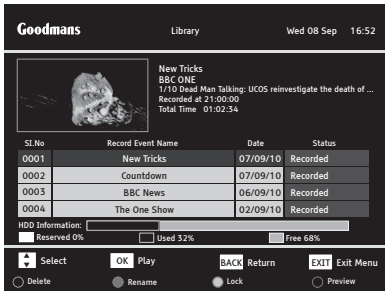 Goodmans Library Wed 08 Sep 16:52
New Tricks
BBC ONE
1/10 Dead Man Talking: UCOS reinvestigate the death of ...
Recorded at 21:00:00
Total Time 01:02:34
SI.No Record Event Name Date Status
0001 New Tricks 07/09/10 Recorded
0002 Countdown 07/09/10 Recorded
0003 BBC News 06/09/10 Recorded
0004 The One Show 02/09/10 Recorded
HDD Information:
Reserved 0% Used 32% Free 68%
Select OK Play BACK Return EXIT Exit Menu
Delete Rename Lock Preview